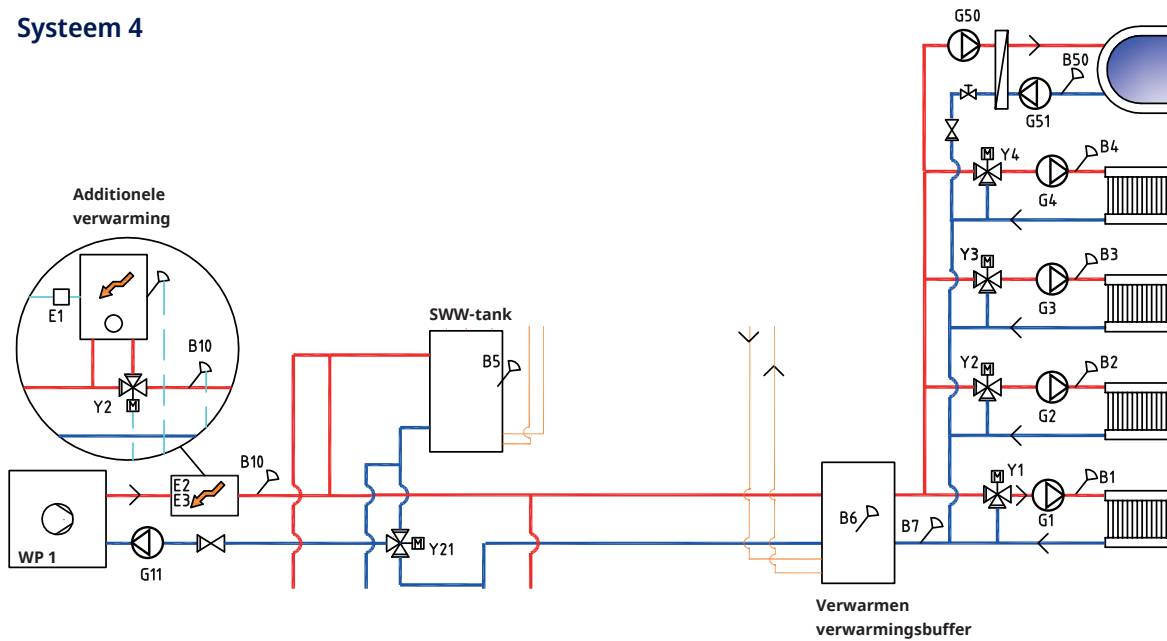 Systeem 4
G50
B50
G51
Y4
B4
G4
Additionele
verwarming
Y3
B3
G3
E1
SWW-tank
B10
B5
Y2
B2
Y2
M
G2
B10
E2
E3
Y1
B1
B6
B7
G1
WP 1
G11
Y21
M
M
M
M
M
Verwarmen
verwarmingsbuffer